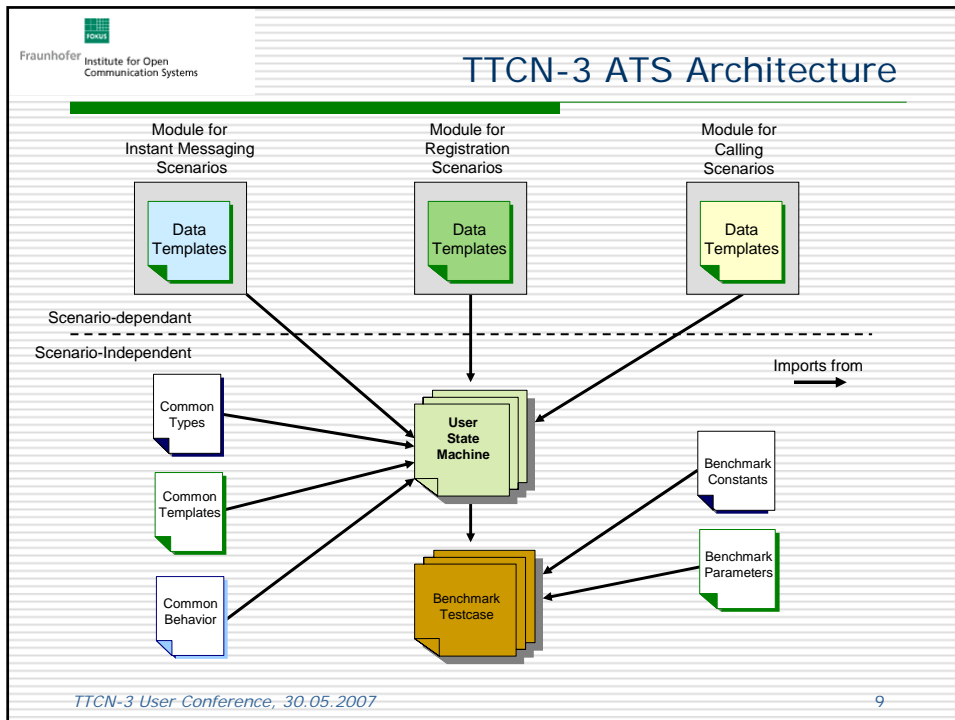 Fraunhofer
FOKUS
Institute for Open
Communication Systems
TTCN-3 ATS Architecture
Module for
Instant Messaging
Scenarios
Module for
Registration
Scenarios
Module for
Calling
Scenarios
Data
Templates
Data
Templates
Data
Templates
Scenario-dependant
Scenario-Independent
Imports from
Common
Types
User
State
Machine
Benchmark
Constants
Common
Templates
Benchmark
Parameters
Common
Behavior
Benchmark
Testcase
TTCN-3 User Conference, 30.05.2007
9